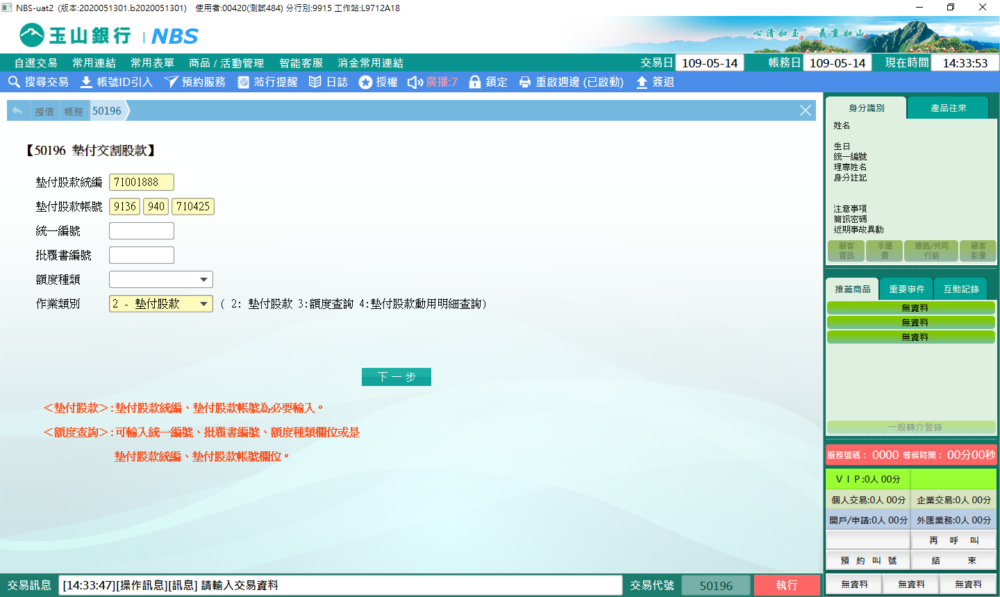 NBS-uat2 (版本:2020051301.b2020051301) 使用者:00420(測試484) 分行別:9915 工作站:L9712A18
玉山銀行 | NBS
心清如玉。義重如山。
自選交易 常用連結 常用表單 商品/活動管理 智能客服 消金常用連結 交易日 109-05-14 帳務日 109-05-14 現在時間 14:33:53
搜尋交易 帳號ID引入 預約服務 蒞行提醒 日誌 授權 廣播:7 鎖定 重啟週邊 (已啟動) 簽退
授信 帳務 50196
【50196 墊付交割股款】
墊付股款統編 71001888
墊付股款帳號 9136 940 710425
統一編號
批覆書編號
額度種類
作業類別 2 - 墊付股款 ( 2: 墊付股款 3:額度查詢 4:墊付股款動用明細查詢)
下一步
＜墊付股款＞:墊付股款統編、墊付股款帳號為必要輸入。
＜額度查詢＞:可輸入統一編號、批覆書編號、額度種類欄位或是
墊付股款統編、墊付股款帳號欄位。
交易訊息 [14:33:47][操作訊息][訊息] 請輸入交易資料 交易代號 50196 執行
身分識別 產品往來
姓名
生日
統一編號
理專姓名
身分註記
注意事項
簡訊密碼
近期事故異動
顧客資訊 手續費 通路/共同行銷 顧客影像
推薦商品 重要事件 互動記錄
無資料
無資料
無資料
一般轉介登錄
服務號碼： 0000 等候時間： 00分00秒
ＶＩＰ:0人 00分
個人交易:0人 00分 企業交易:0人 00分
開戶/申請:0人 00分 外匯業務:0人 00分
再 呼 叫
預 約 叫 號 結 束
無資料 無資料 無資料